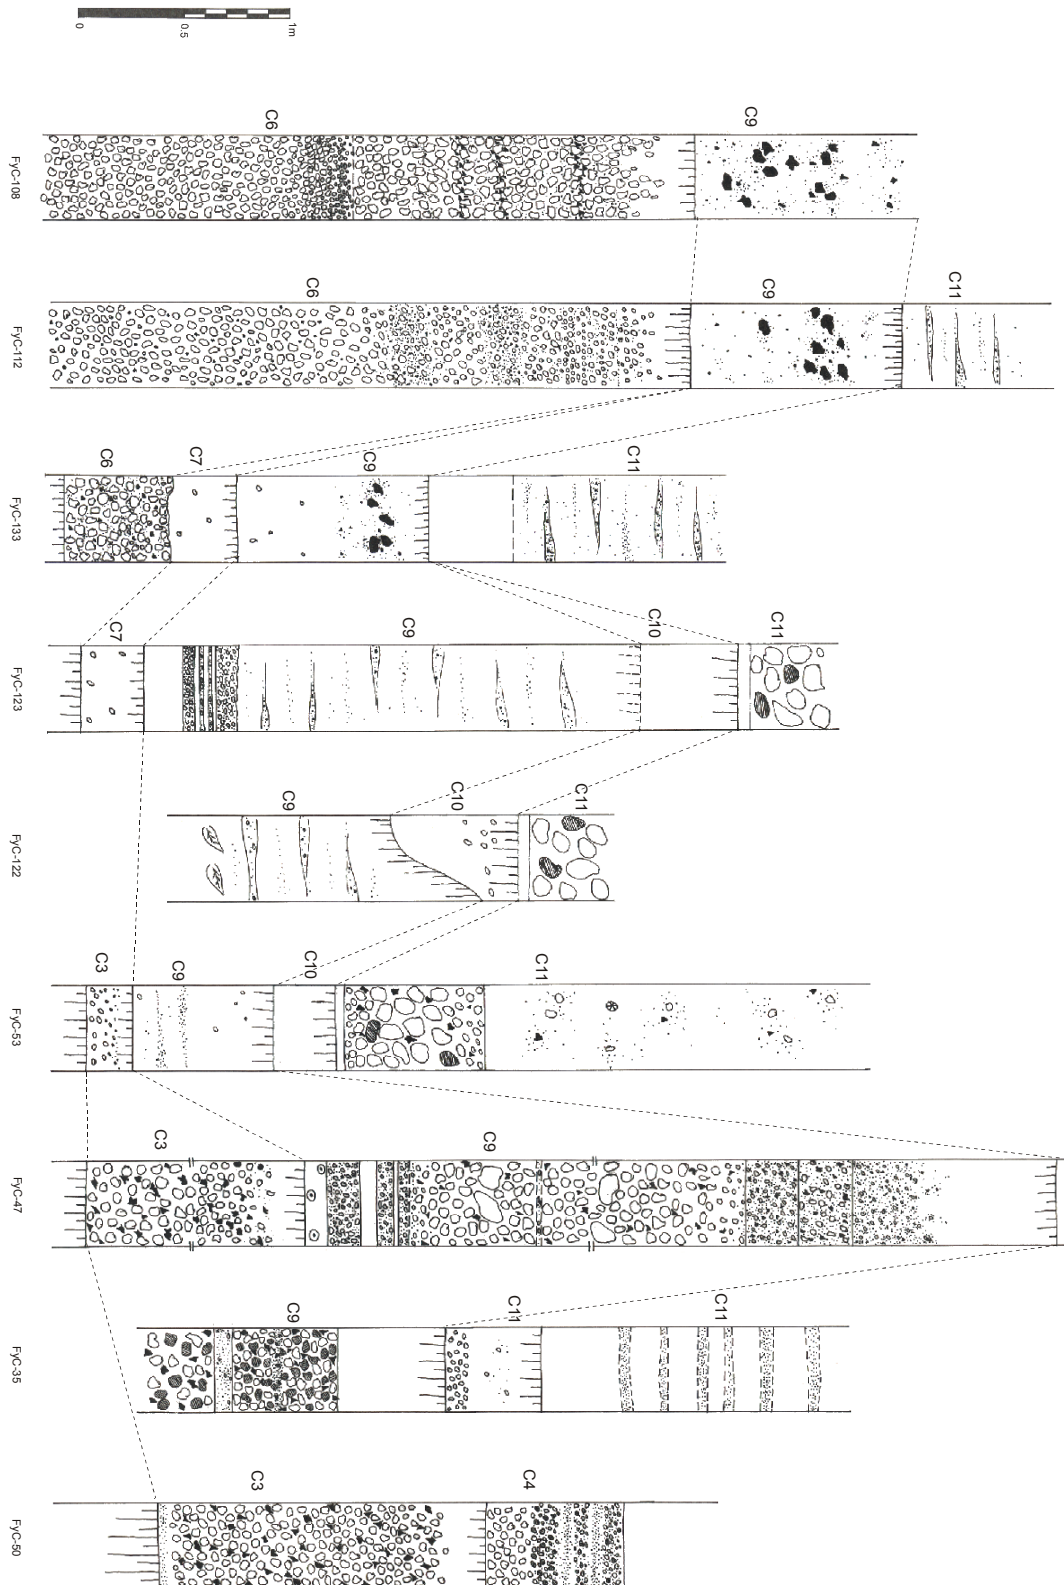 0 0.5 1m
C6 C9
FyC-108
C6 C9 C11
FyC-112
C6 C7 C9 C11
FyC-133
C7 C9 C10 C11
FyC-123
C9 C10 C11
FyC-122
C3 C9 C10 C11
FyC-53
C3 C9
FyC-47
C9 C11 C11
FyC-35
C3 C4
FyC-50